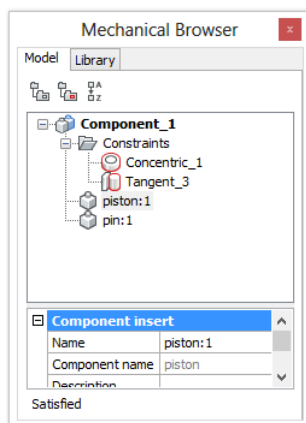 Mechanical Browser
x
Model Library
A
Z
Component_1
Constraints
Concentric_1
Tangent_3
piston:1
pin:1
Component insert
Name piston:1
Component name piston
Description
Satisfied